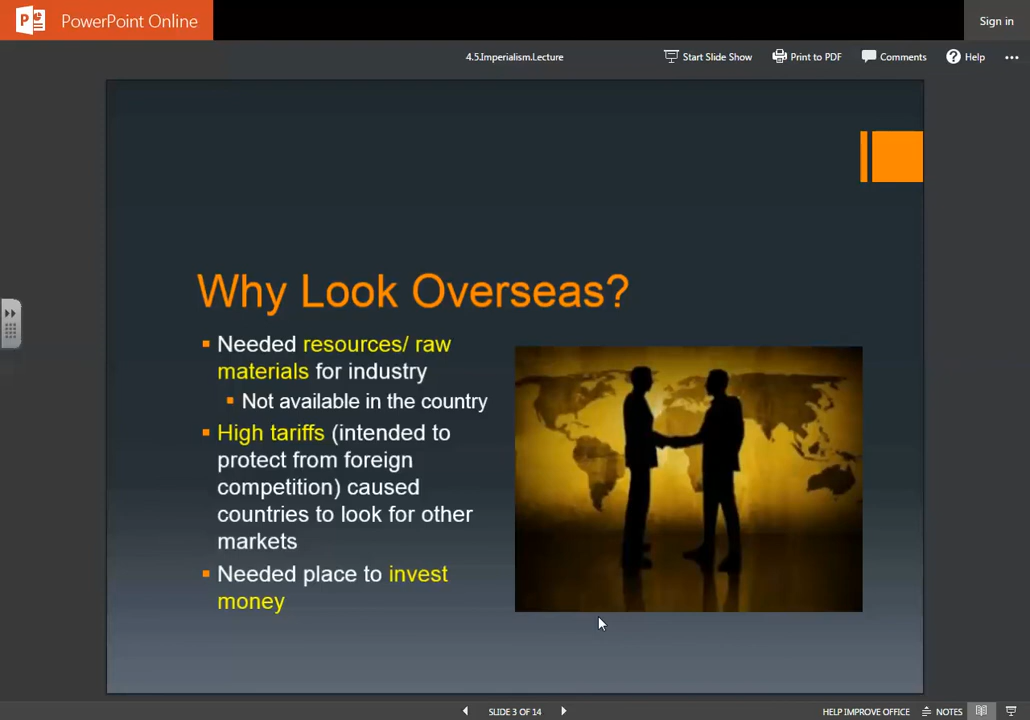 PowerPoint Online
Sign in
4.5.Imperialism.Lecture
Start Slide Show
Print to PDF
Comments
Help
Why Look Overseas?
Needed resources/ raw
materials for industry
Not available in the country
High tariffs (intended to
protect from foreign
competition) caused
countries to look for other
markets
Needed place to invest
money
SLIDE 3 OF 14
HELP IMPROVE OFFICE
NOTES